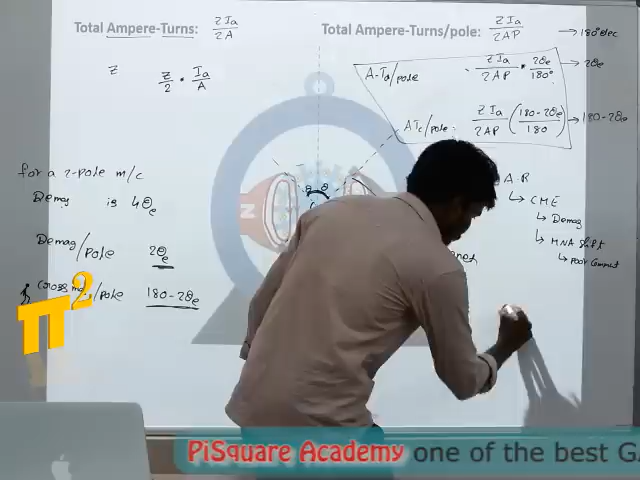 Total Ampere-Turns: ZIa/2A
Total Ampere-Turns/pole: ZIa/2AP → 180° elec
Z Z/2 * Ia/A
A.Td/pole - ZIa/2AP * 2θe/180° → 2θe
ATc/pole: ZIa/2AP (180-2θe/180) → 180-2θe
for a 2-pole m/c
Demag is 4θe
Demag/pole 2θe
Cross mag/pole 180-2θe
A.R
↳ CME
↳ Demag
↳ MNA Shift
↳ poor Commut
N
π²
PiSquare Academy one of the best GA